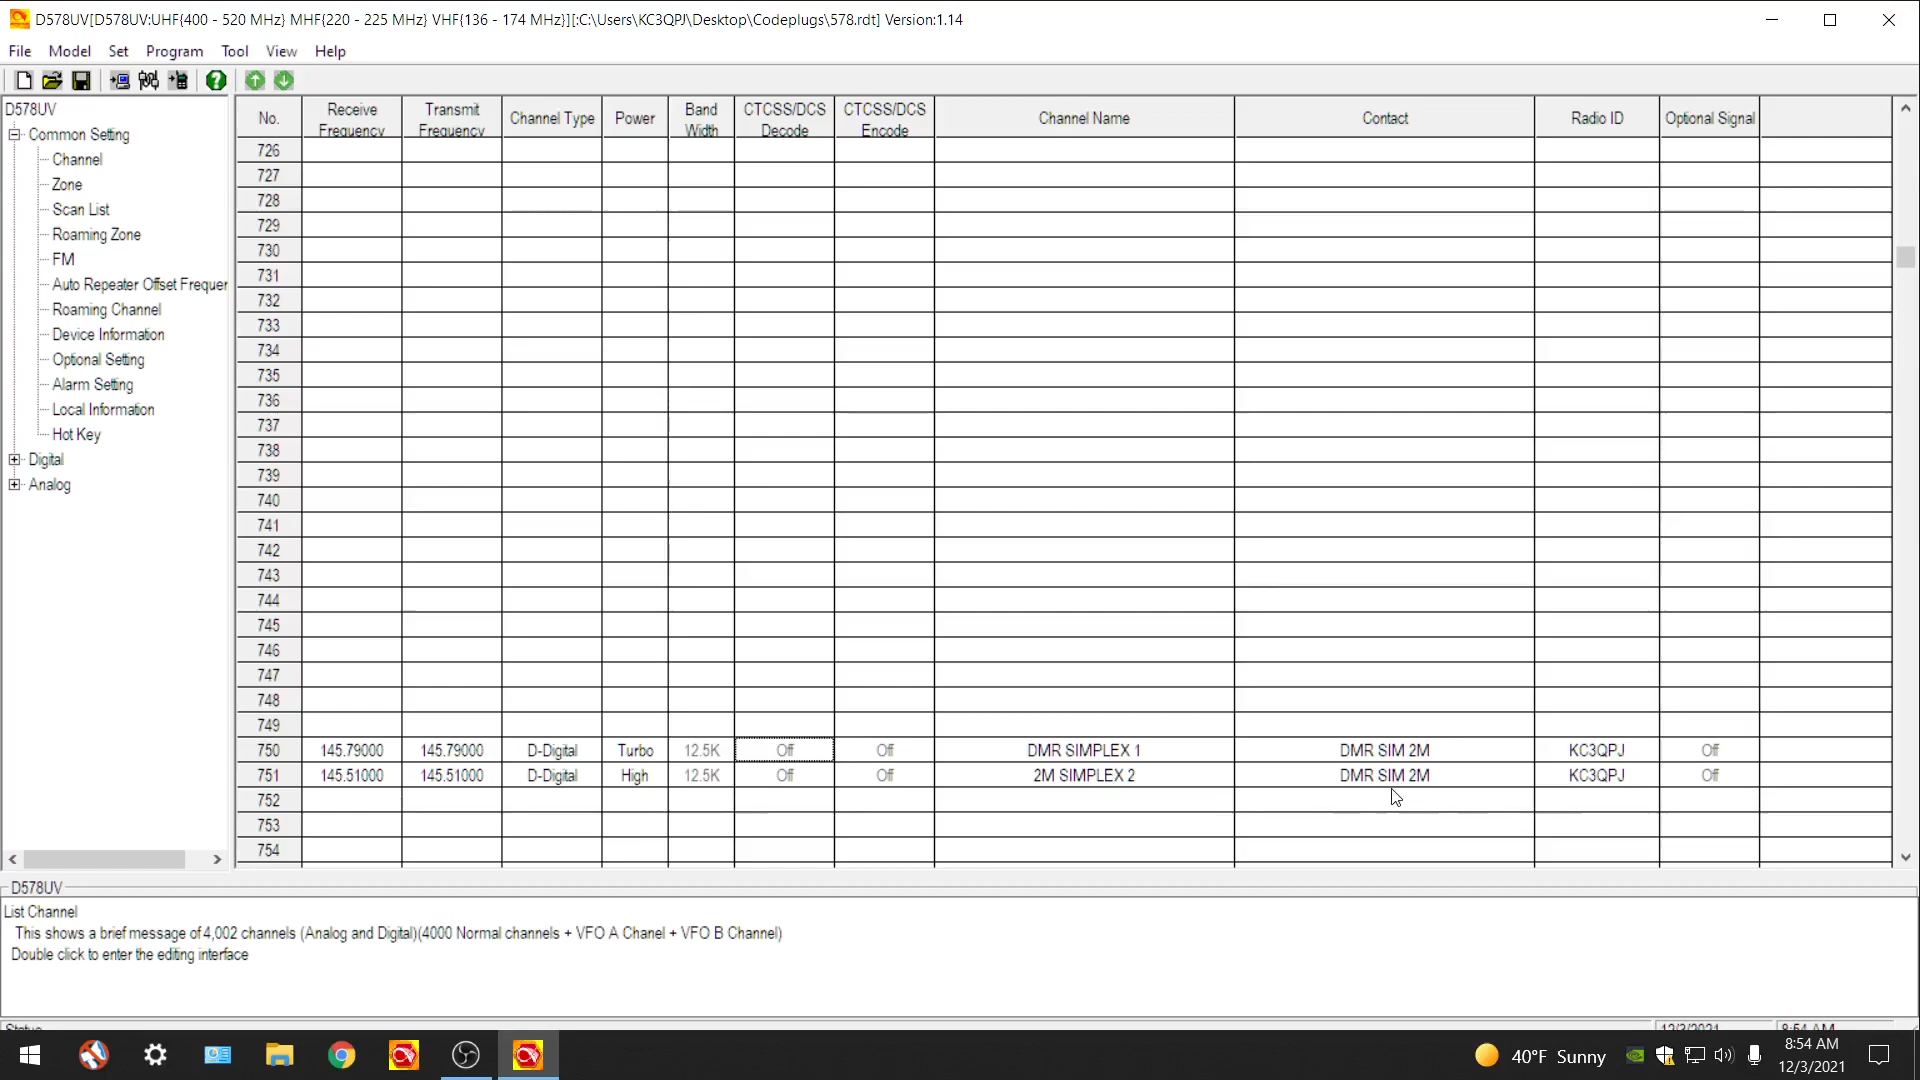 D578UV[D578UV:UHF{400 - 520 MHz} MHF{220 - 225 MHz} VHF{136 - 174 MHz}][:C:\Users\KC3QPJ\Desktop\Codeplugs\578.rdt] Version:1.14
File Model Set Program Tool View Help
D578UV
Common Setting
Channel
Zone
Scan List
Roaming Zone
FM
Auto Repeater Offset Frequer
Roaming Channel
Device Information
Optional Setting
Alarm Setting
Local Information
Hot Key
Digital
Analog
No. Receive Frequency Transmit Frequency Channel Type Power Band Width CTCSS/DCS Decode CTCSS/DCS Encode Channel Name Contact Radio ID Optional Signal
726
727
728
729
730
731
732
733
734
735
736
737
738
739
740
741
742
743
744
745
746
747
748
749
750 145.79000 145.79000 D-Digital Turbo 12.5K Off Off DMR SIMPLEX 1 DMR SIM 2M KC3QPJ Off
751 145.51000 145.51000 D-Digital High 12.5K Off Off 2M SIMPLEX 2 DMR SIM 2M KC3QPJ Off
752
753
754
D578UV
List Channel
This shows a brief message of 4,002 channels (Analog and Digital)(4000 Normal channels + VFO A Chanel + VFO B Channel)
Double click to enter the editing interface
Status 12/3/2021 8:54 AM
40°F Sunny
8:54 AM
12/3/2021